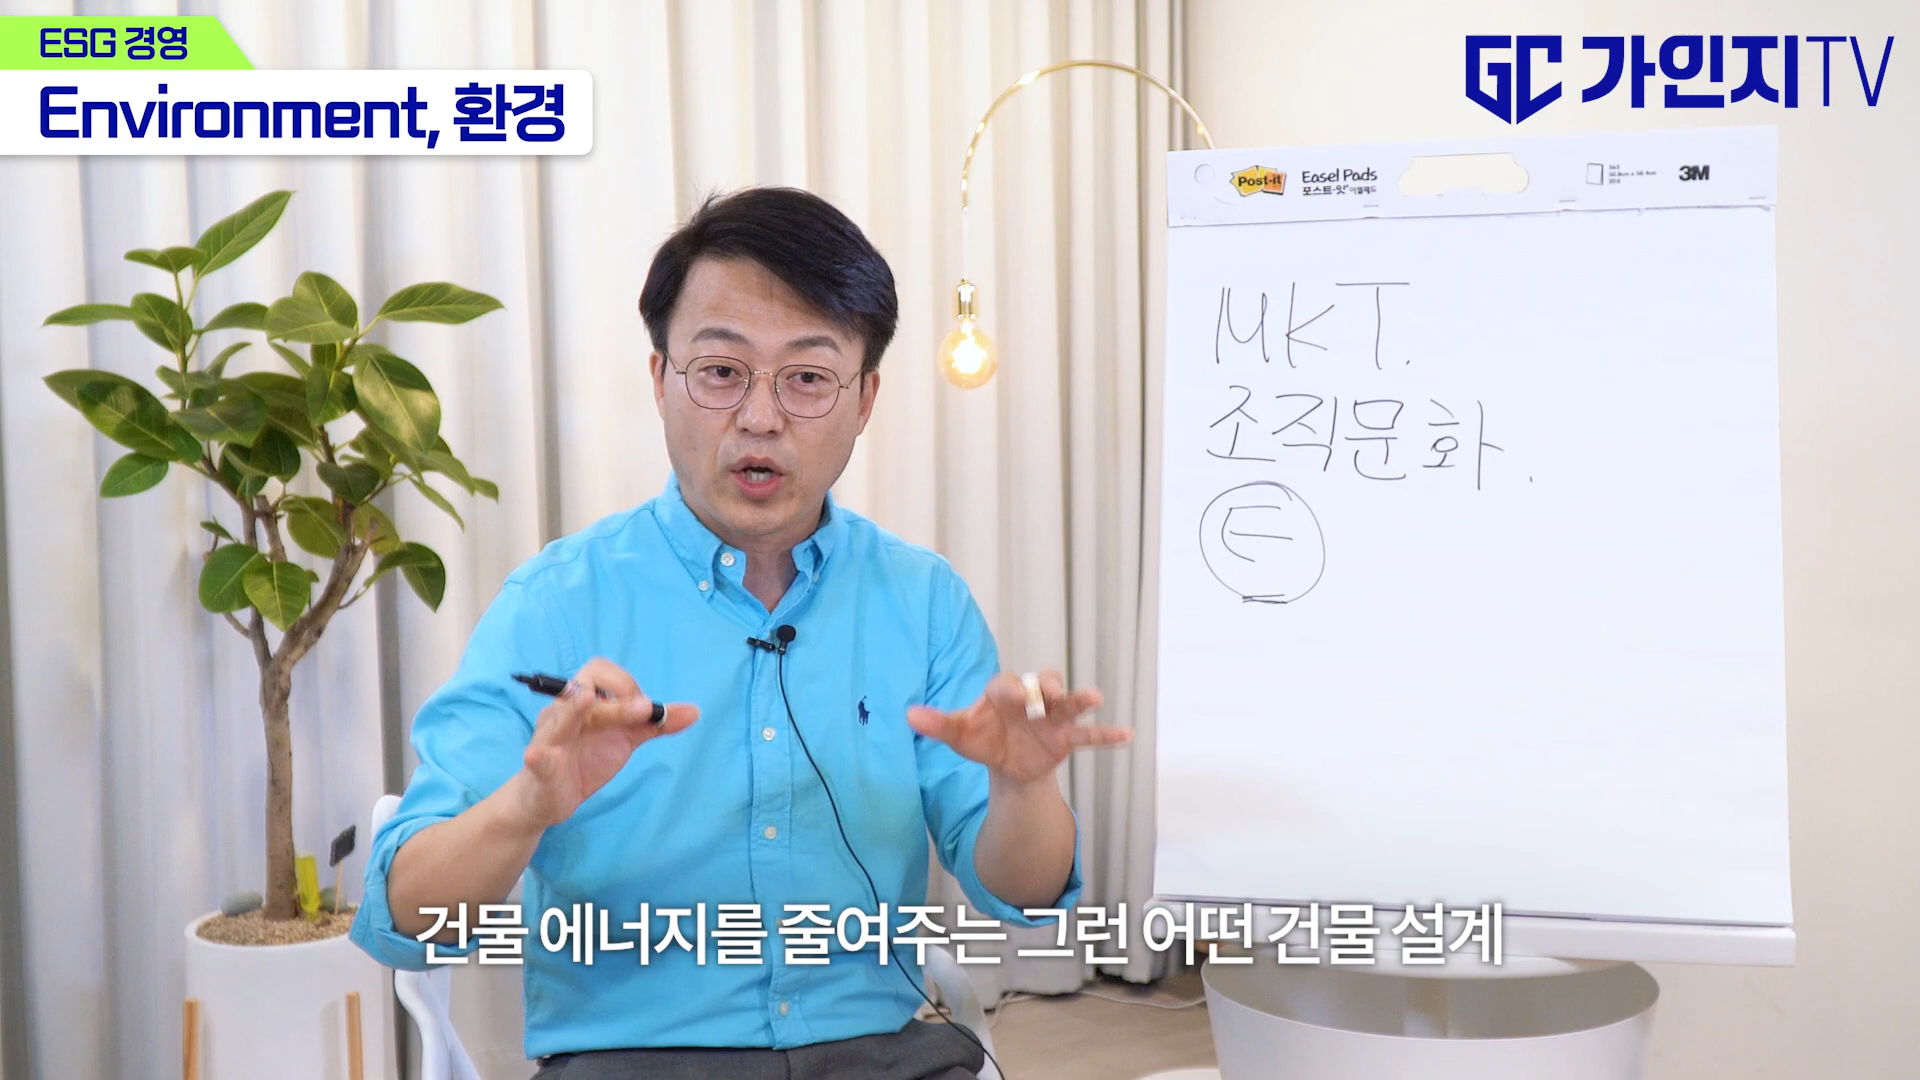 ESG 경영
Environment, 환경
GC 가인지TV
Post-it
Easel Pads
포스트-잇® 이젤패드
3M
MKT.
조직문화.
E
건물 에너지를 줄여주는 그런 어떤 건물 설계